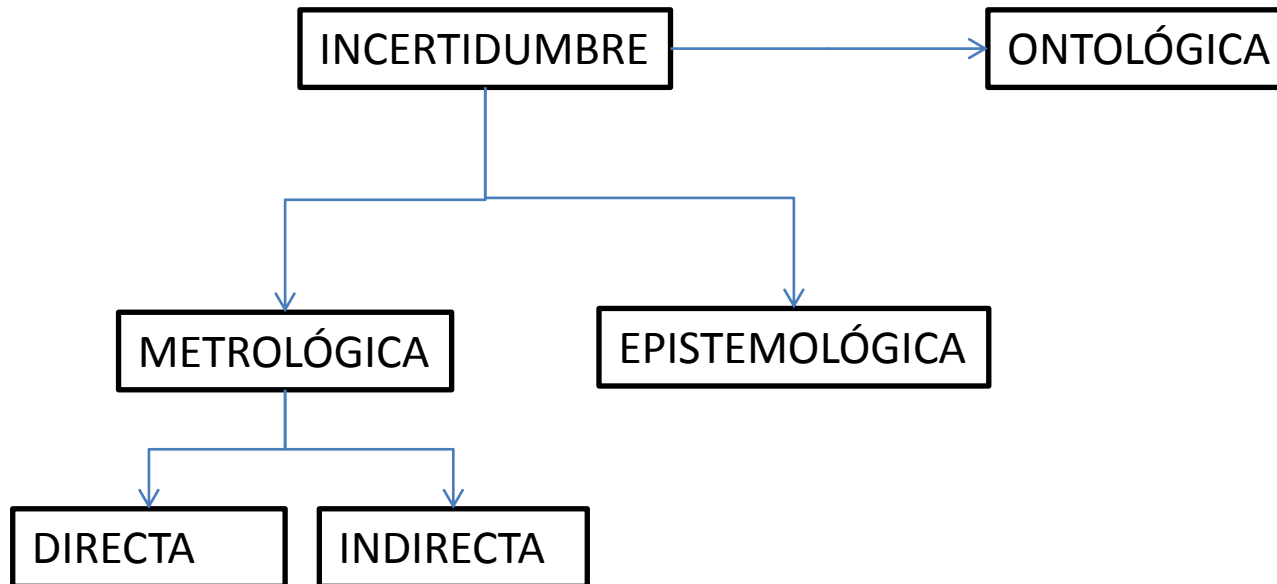 INCERTIDUMBRE
ONTOLÓGICA
METROLÓGICA
EPISTEMOLÓGICA
DIRECTA
INDIRECTA